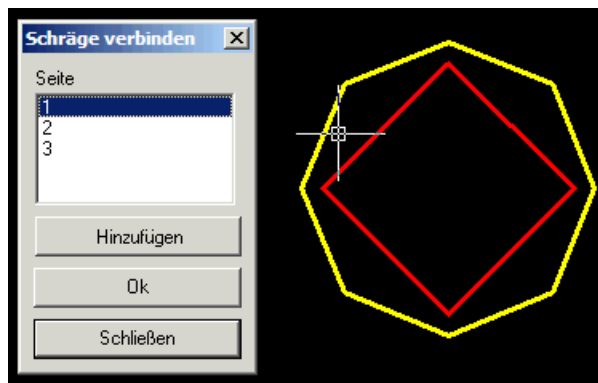 Schräge verbinden
Seite
1
2
3
Hinzufügen
Ok
Schließen